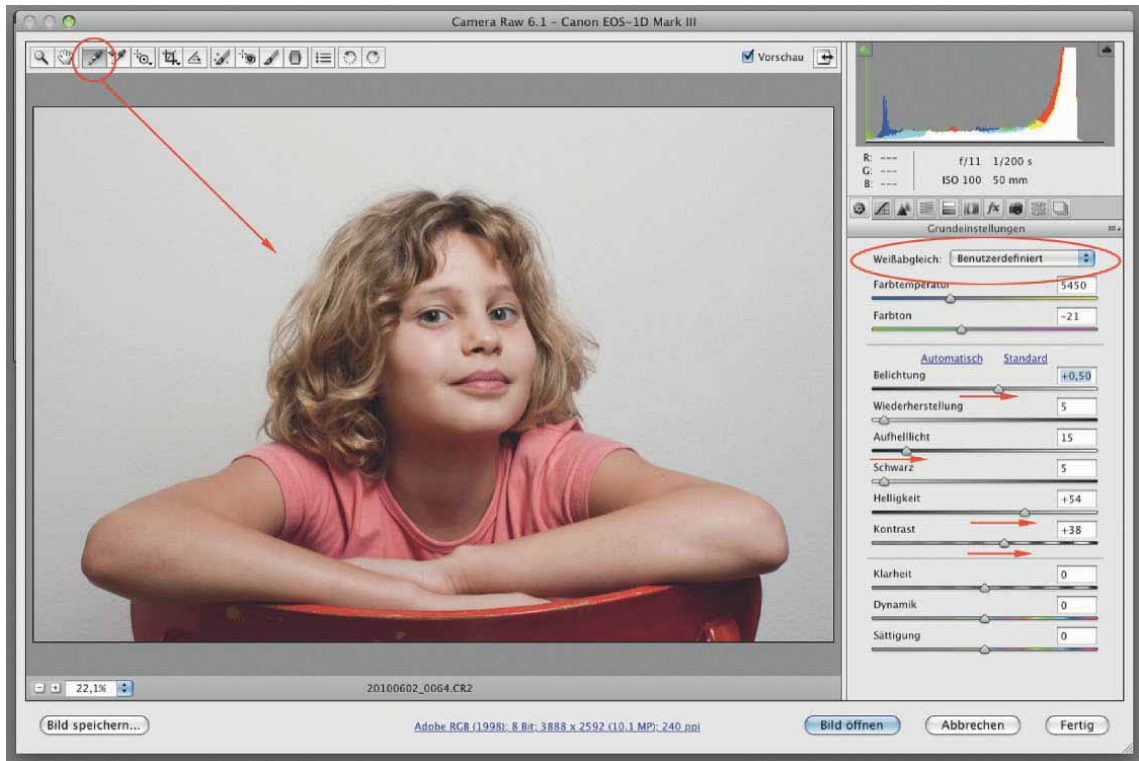 Camera Raw 6.1 – Canon EOS-1D Mark III
Vorschau
R: ---
G: ---
B: ---
f/11 1/200 s
ISO 100 50 mm
Grundeinstellungen
Weißabgleich: Benutzerdefiniert
Farbtemperatur 5450
Farbton -21
Automatisch Standard
Belichtung +0,50
Wiederherstellung 5
Aufhelllicht 15
Schwarz 5
Helligkeit +54
Kontrast +38
Klarheit 0
Dynamik 0
Sättigung 0
22,1% 20100602_0064.CR2
Bild speichern... Adobe RGB (1998); 8 Bit; 3888 x 2592 (10,1 MP); 240 ppi Bild öffnen Abbrechen Fertig